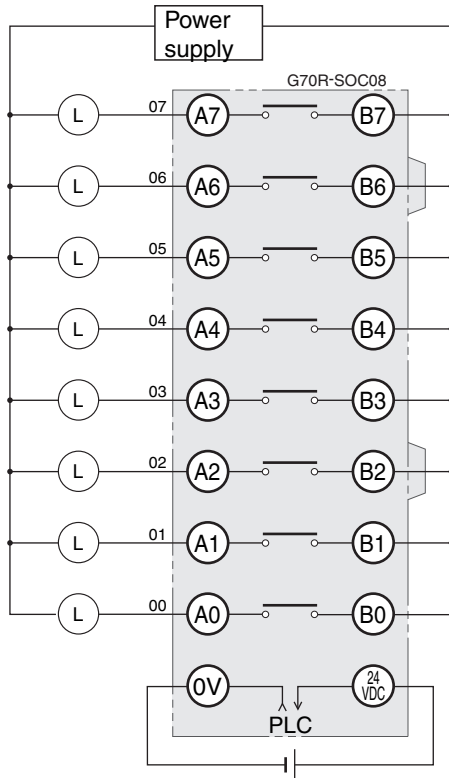 Power
supply
G70R-SOC08
L 07 A7 B7
L 06 A6 B6
L 05 A5 B5
L 04 A4 B4
L 03 A3 B3
L 02 A2 B2
L 01 A1 B1
L 00 A0 B0
0V 24
VDC
PLC